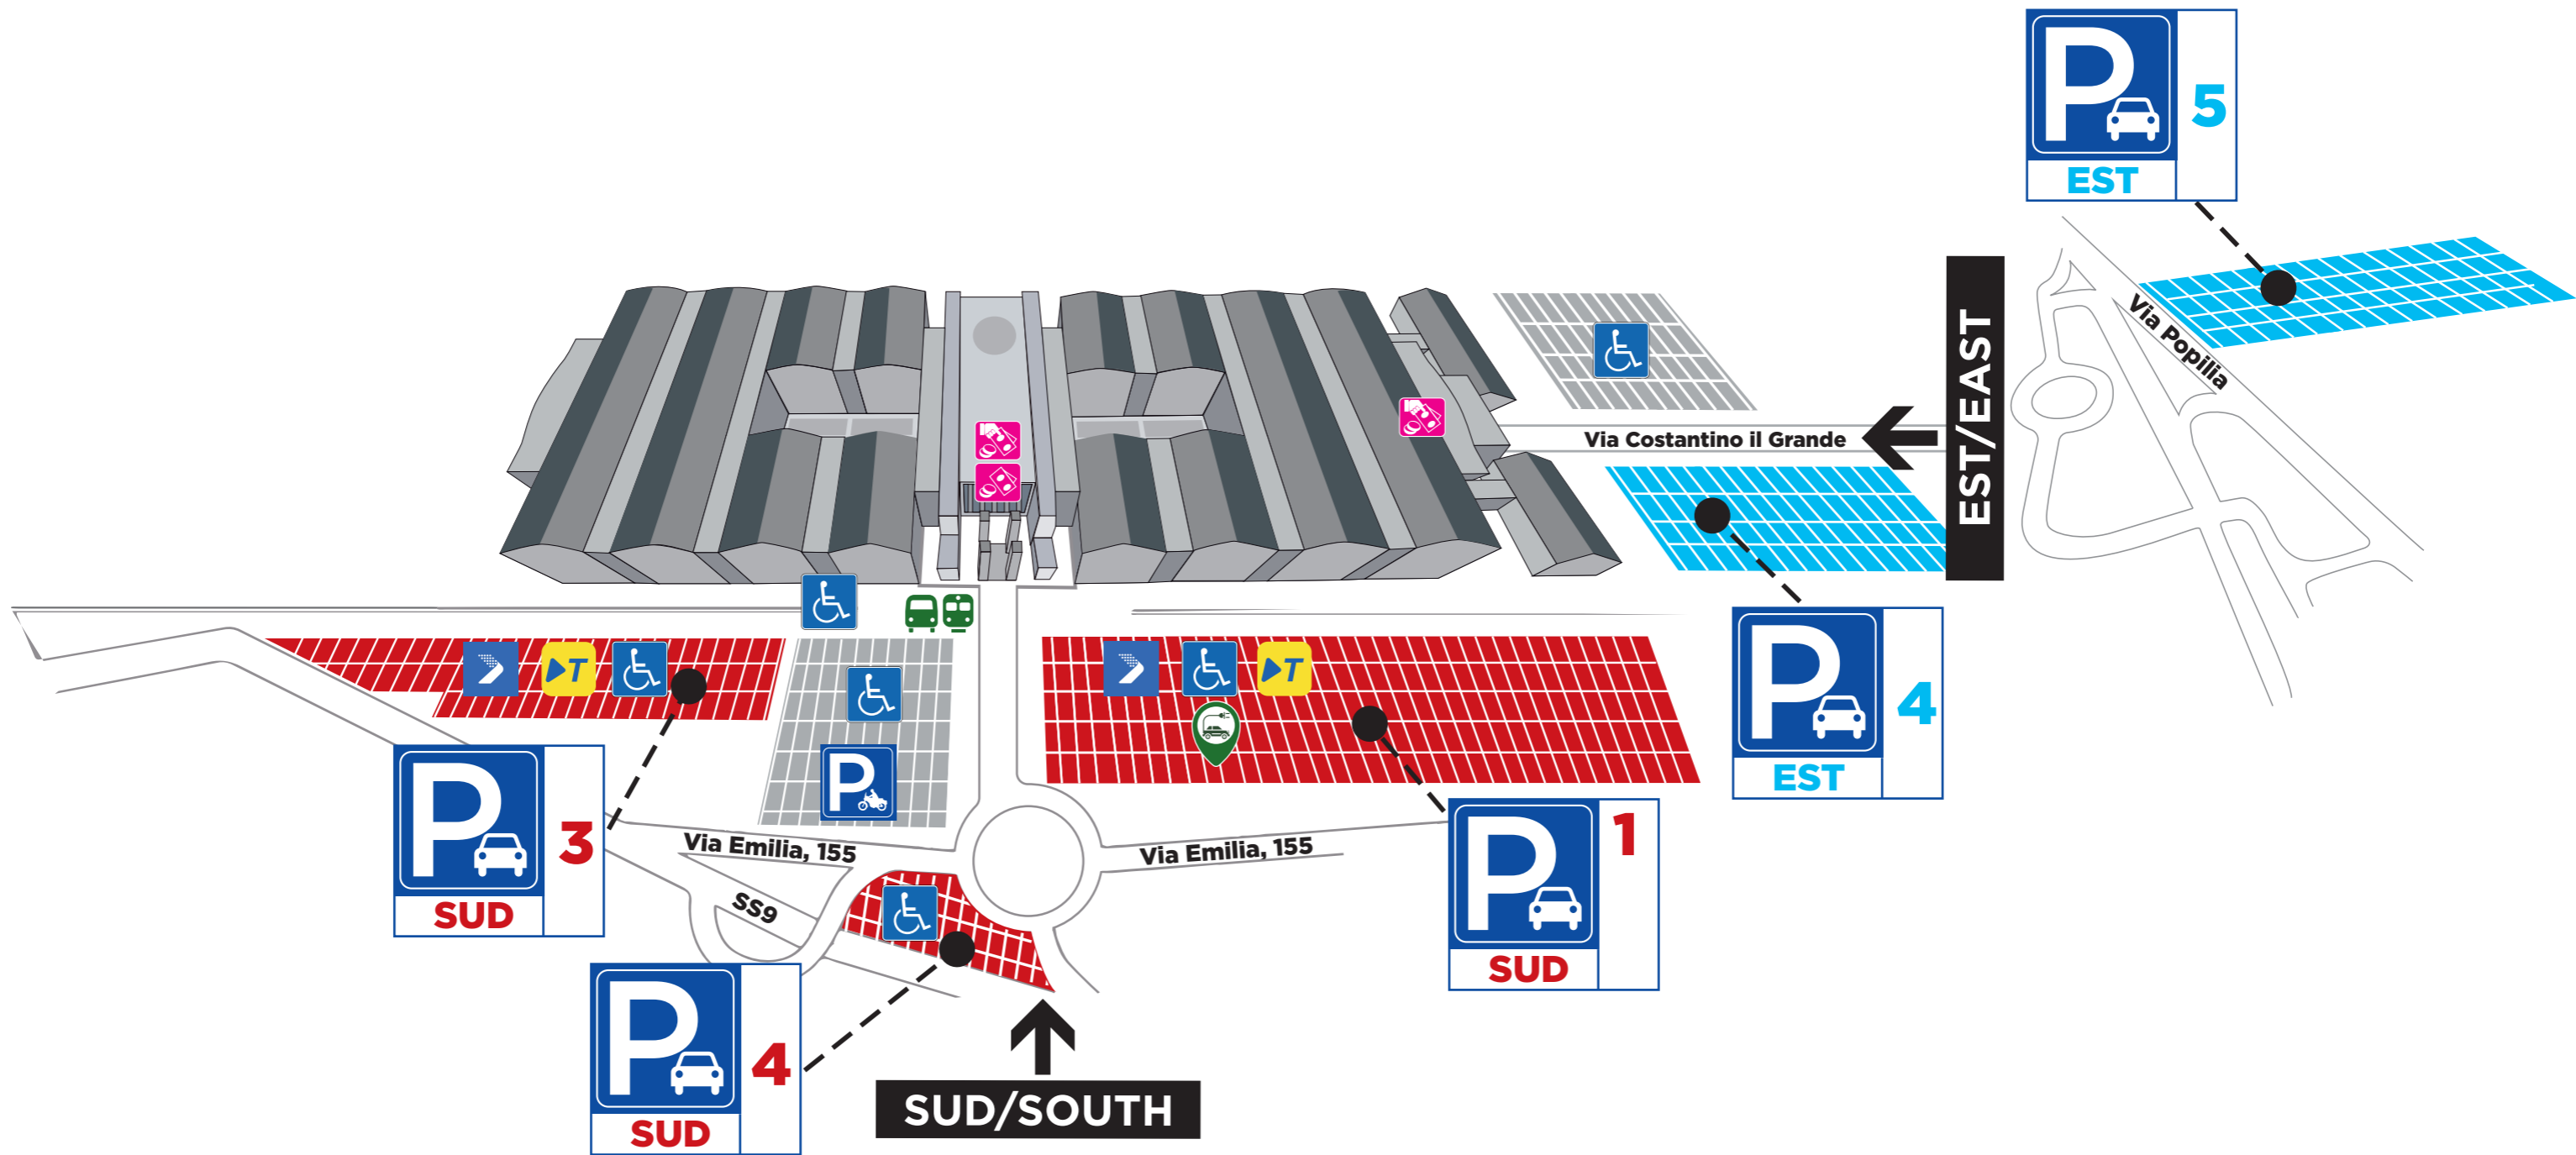 P
5
EST
Via Popilia
EST/EAST
Via Costantino il Grande
P
4
EST
T
T
P
P
3
SUD
P
1
SUD
Via Emilia, 155
Via Emilia, 155
SS9
P
4
SUD
SUD/SOUTH